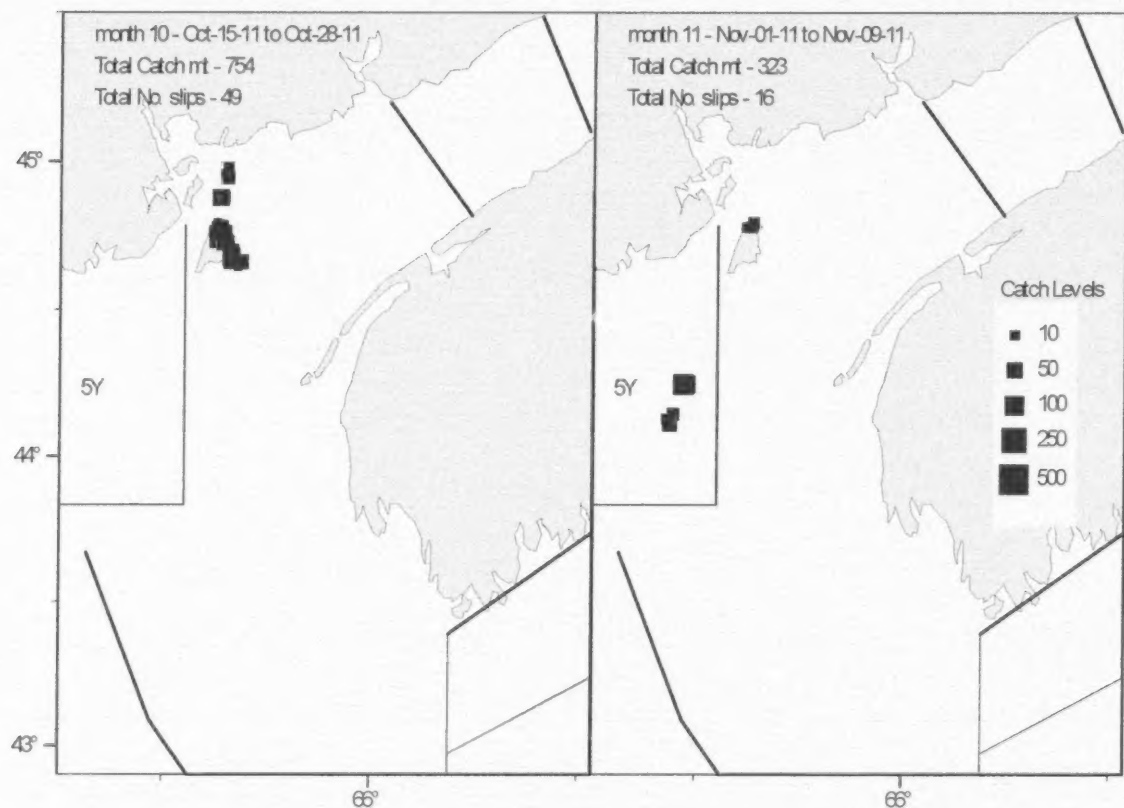 month 10 - Oct-15-11 to Oct-28-11
Total Catch mt - 754
Total No. slips - 49
month 11 - Nov-01-11 to Nov-09-11
Total Catch mt - 323
Total No. slips - 16
45°
44°
43°
5Y
5Y
Catch Levels
10
50
100
250
500
66°
66°